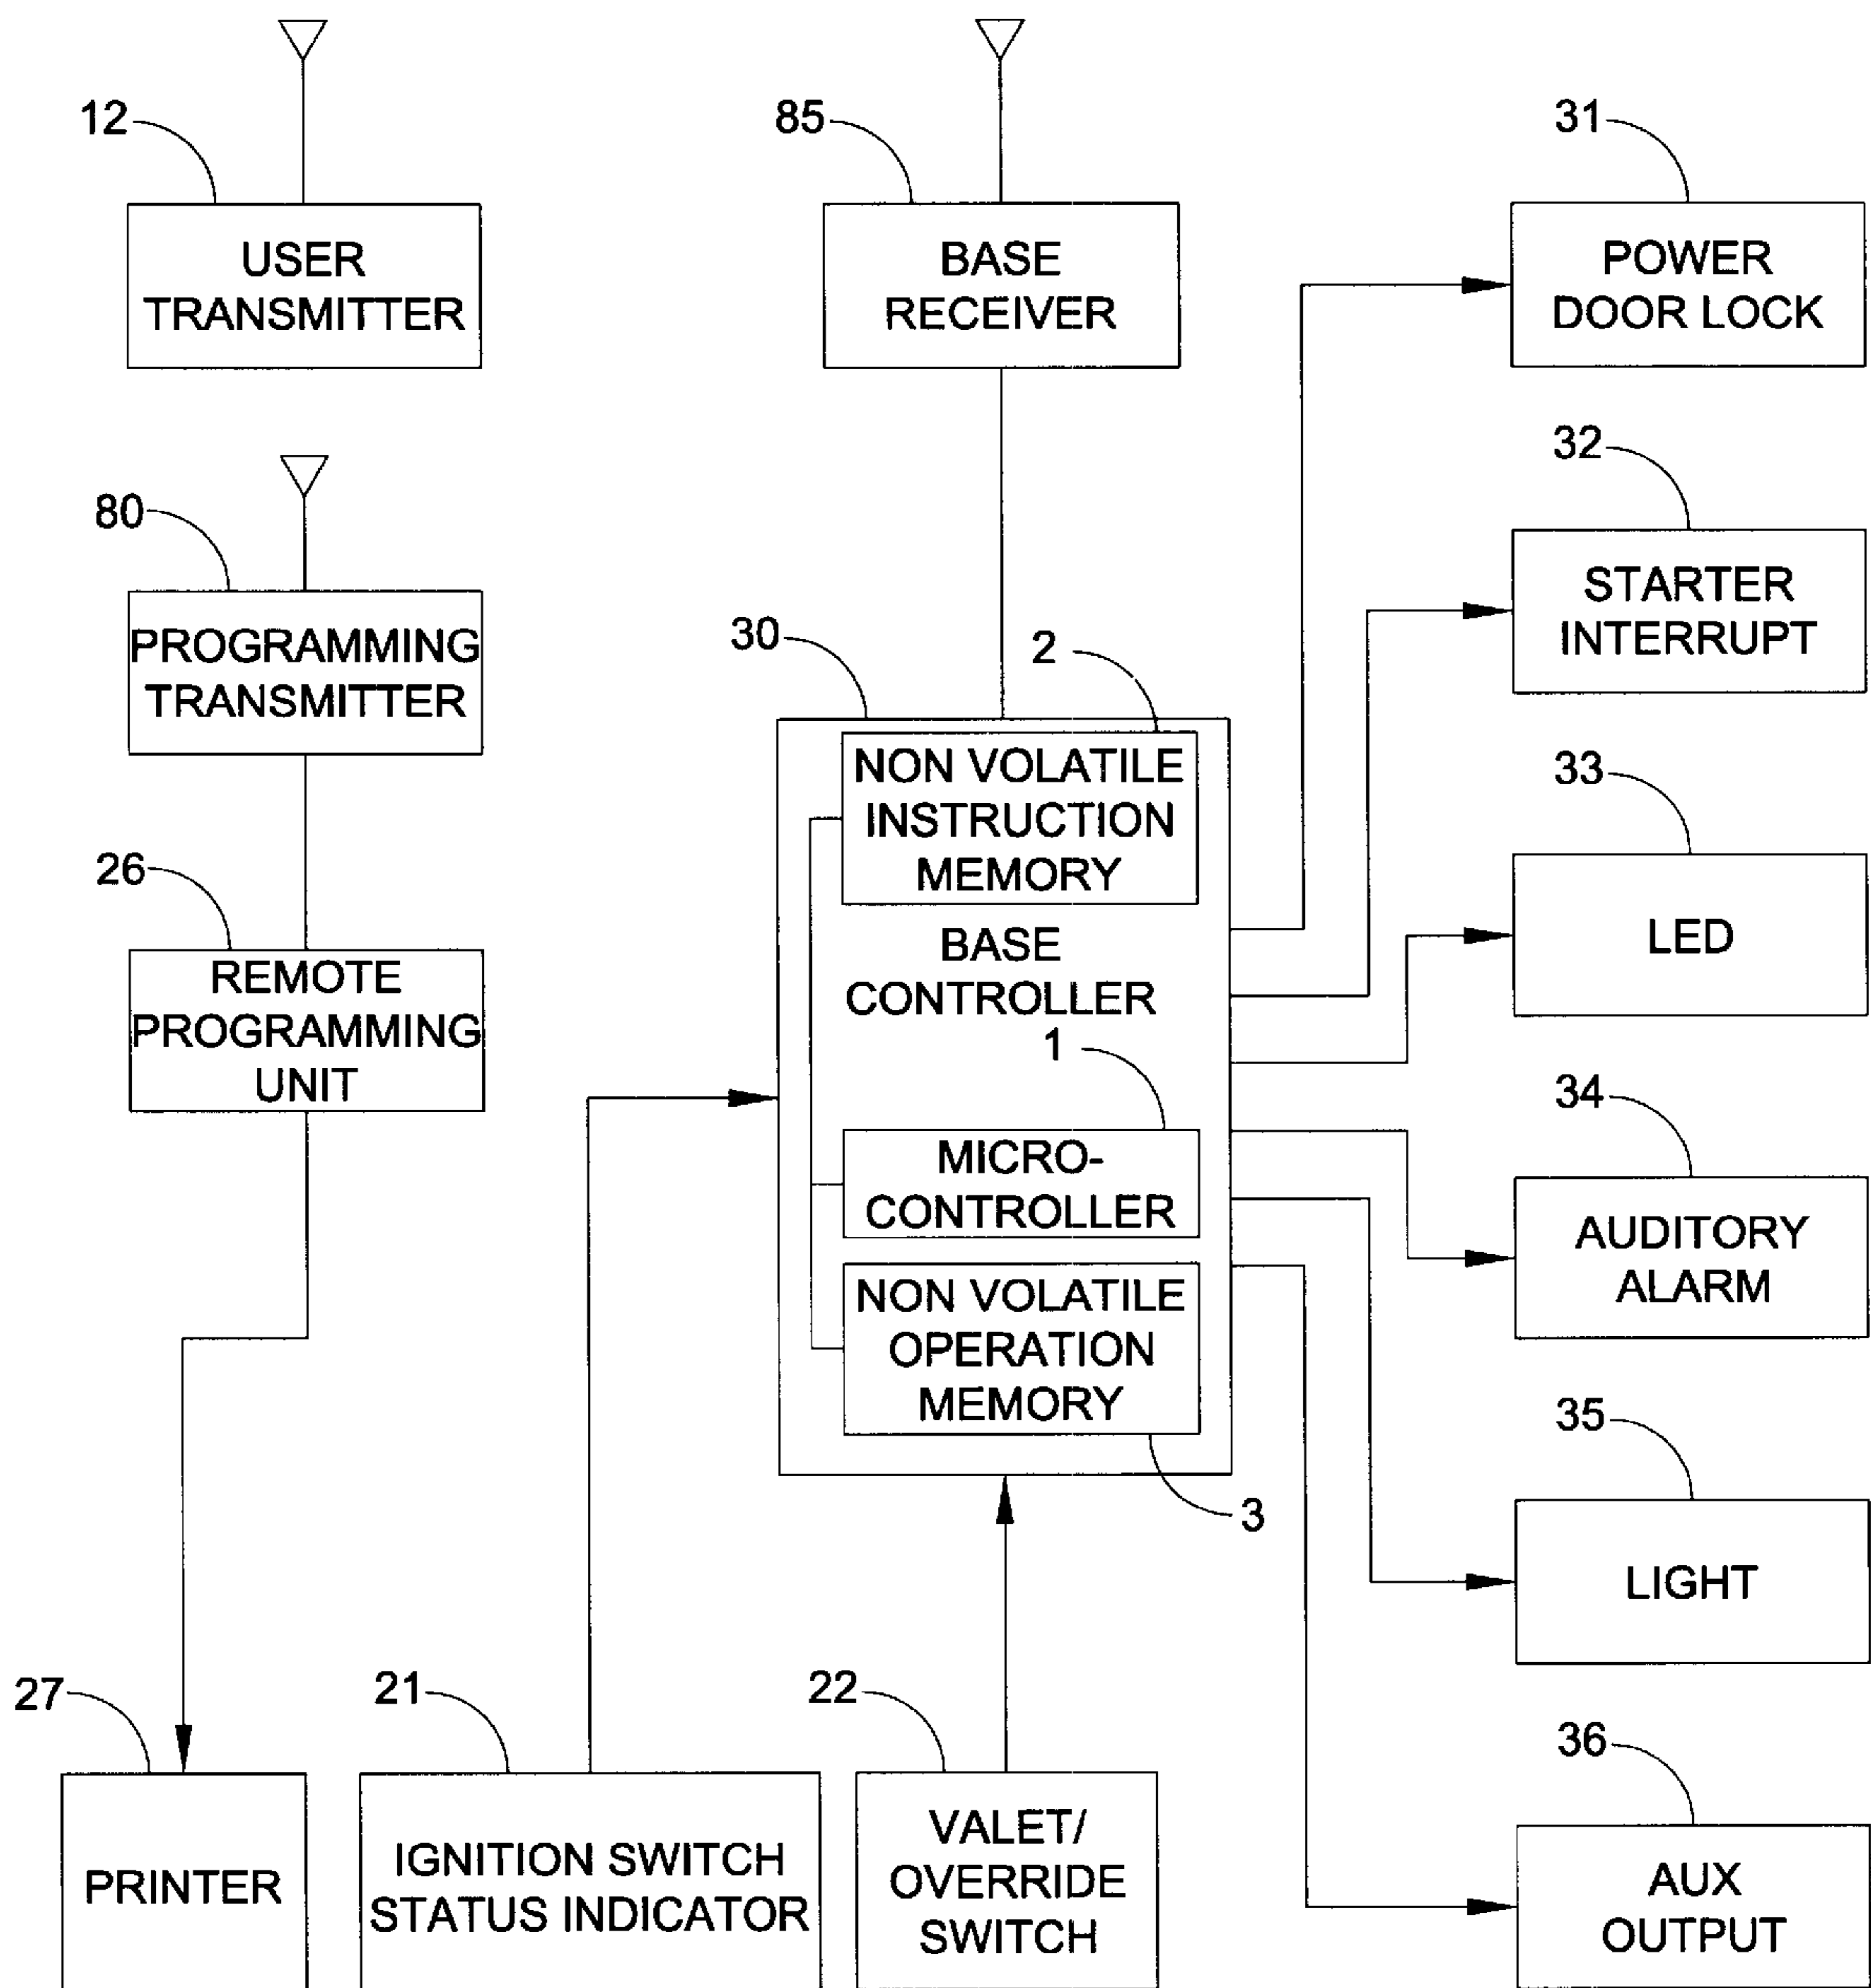 12
USER
TRANSMITTER
85
BASE
RECEIVER
31
POWER
DOOR LOCK
80
PROGRAMMING
TRANSMITTER
32
STARTER
INTERRUPT
30
2
NON VOLATILE
INSTRUCTION
MEMORY
BASE
CONTROLLER
1
MICRO-
CONTROLLER
NON VOLATILE
OPERATION
MEMORY
3
33
LED
26
REMOTE
PROGRAMMING
UNIT
34
AUDITORY
ALARM
35
LIGHT
27
PRINTER
21
IGNITION SWITCH
STATUS INDICATOR
22
VALET/
OVERRIDE
SWITCH
36
AUX
OUTPUT